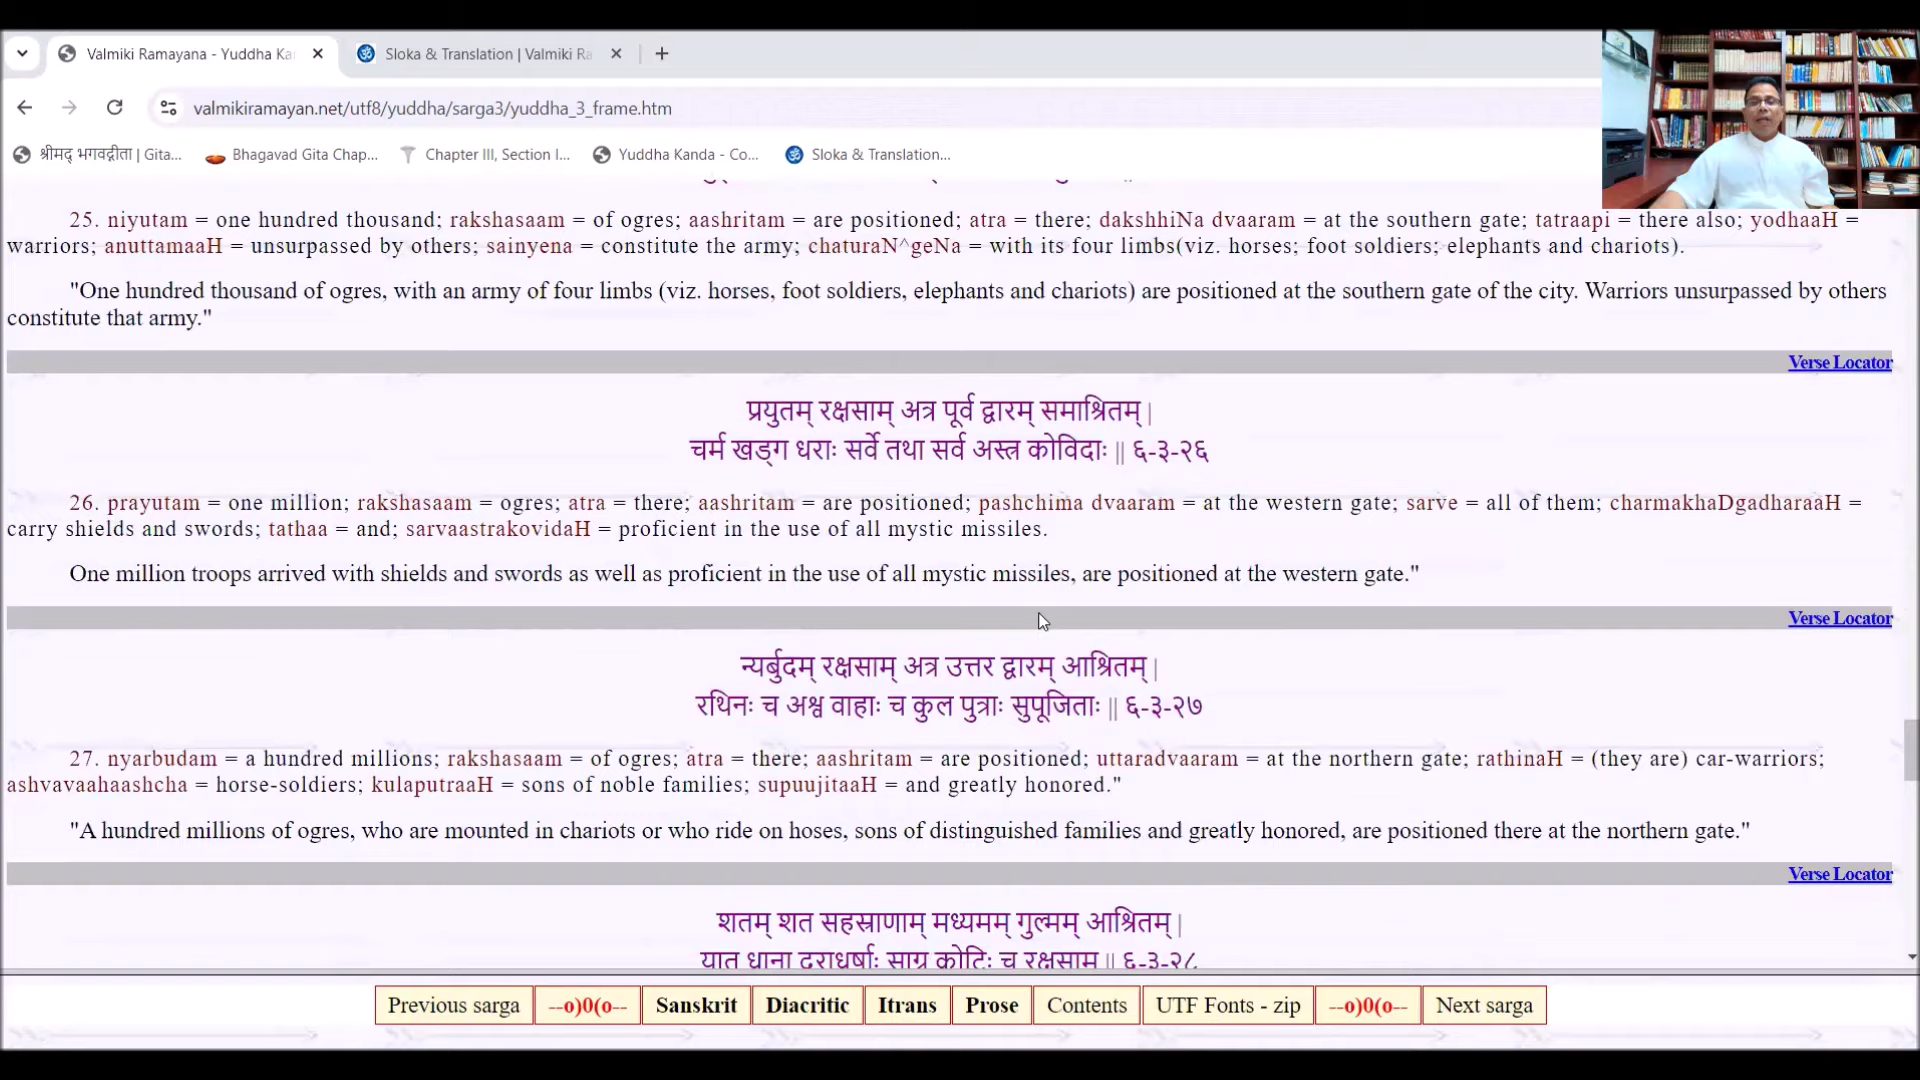 Valmiki Ramayana - Yuddha Ka
Sloka & Translation | Valmiki Ra
valmikiramayan.net/utf8/yuddha/sarga3/yuddha_3_frame.htm
श्रीमद् भगवद्गीता | Gita...
Bhagavad Gita Chap...
Chapter III, Section I...
Yuddha Kanda - Co...
Sloka & Translation...
25. niyutam = one hundred thousand; rakshasaam = of ogres; aashritam = are positioned; atra = there; dakshhiNa dvaaram = at the southern gate; tatraapi = there also; yodhaaH =
warriors; anuttamaaH = unsurpassed by others; sainyena = constitute the army; chaturaN^geNa = with its four limbs(viz. horses; foot soldiers; elephants and chariots).
"One hundred thousand of ogres, with an army of four limbs (viz. horses, foot soldiers, elephants and chariots) are positioned at the southern gate of the city. Warriors unsurpassed by others
constitute that army."
Verse Locator
प्रयुतम् रक्षसाम् अत्र पूर्व द्वारम् समाश्रितम् |
चर्म खड्ग धराः सर्वे तथा सर्व अस्त्र कोविदाः || ६-३-२६
26. prayutam = one million; rakshasaam = ogres; atra = there; aashritam = are positioned; pashchima dvaaram = at the western gate; sarve = all of them; charmakhaDgadharaaH =
carry shields and swords; tathaa = and; sarvaastrakovidaH = proficient in the use of all mystic missiles.
One million troops arrived with shields and swords as well as proficient in the use of all mystic missiles, are positioned at the western gate."
Verse Locator
न्यर्बुदम् रक्षसाम् अत्र उत्तर द्वारम् आश्रितम् |
रथिनः च अश्व वाहाः च कुल पुत्राः सुपूजिताः || ६-३-२७
27. nyarbudam = a hundred millions; rakshasaam = of ogres; atra = there; aashritam = are positioned; uttaradvaaram = at the northern gate; rathinaH = (they are) car-warriors;
ashvavaahaashcha = horse-soldiers; kulaputraaH = sons of noble families; supuujitaaH = and greatly honored."
"A hundred millions of ogres, who are mounted in chariots or who ride on hoses, sons of distinguished families and greatly honored, are positioned there at the northern gate."
Verse Locator
शतम् शत सहस्राणाम् मध्यमम् गुल्मम् आश्रितम् |
यात धाना दुराधर्षाः साग्र कोटिः च रक्षसाम् || ६-३-२८
Previous sarga --o)0(o-- Sanskrit Diacritic Itrans Prose Contents UTF Fonts - zip --o)0(o-- Next sarga